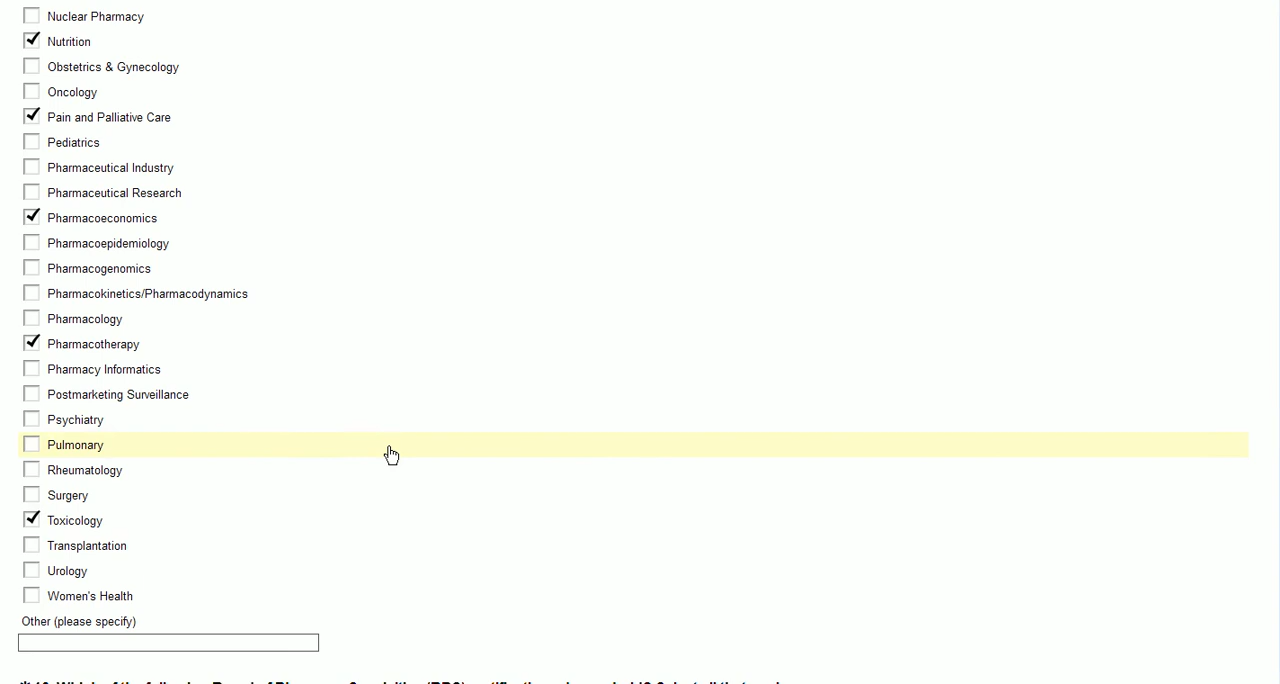 Nuclear Pharmacy
Nutrition
Obstetrics & Gynecology
Oncology
Pain and Palliative Care
Pediatrics
Pharmaceutical Industry
Pharmaceutical Research
Pharmacoeconomics
Pharmacoepidemiology
Pharmacogenomics
Pharmacokinetics/Pharmacodynamics
Pharmacology
Pharmacotherapy
Pharmacy Informatics
Postmarketing Surveillance
Psychiatry
Pulmonary
Rheumatology
Surgery
Toxicology
Transplantation
Urology
Women's Health
Other (please specify)